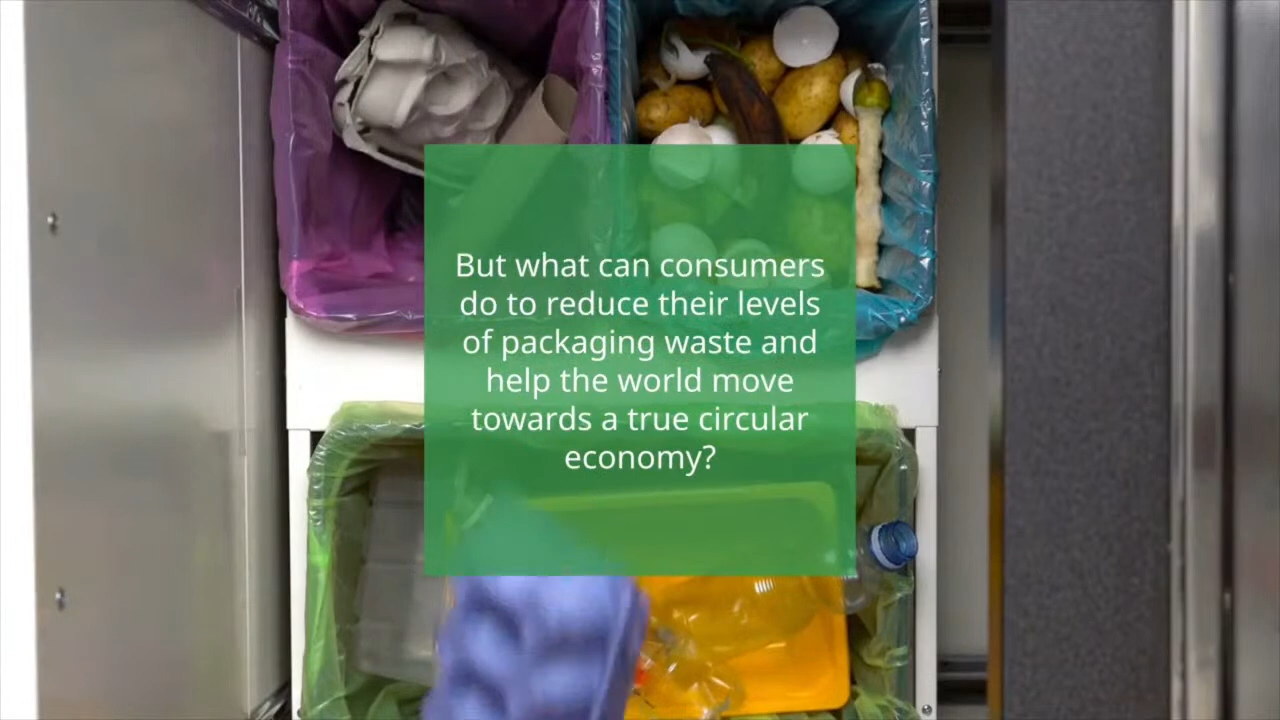 But what can consumers
do to reduce their levels
of packaging waste and
help the world move
towards a true circular
economy?